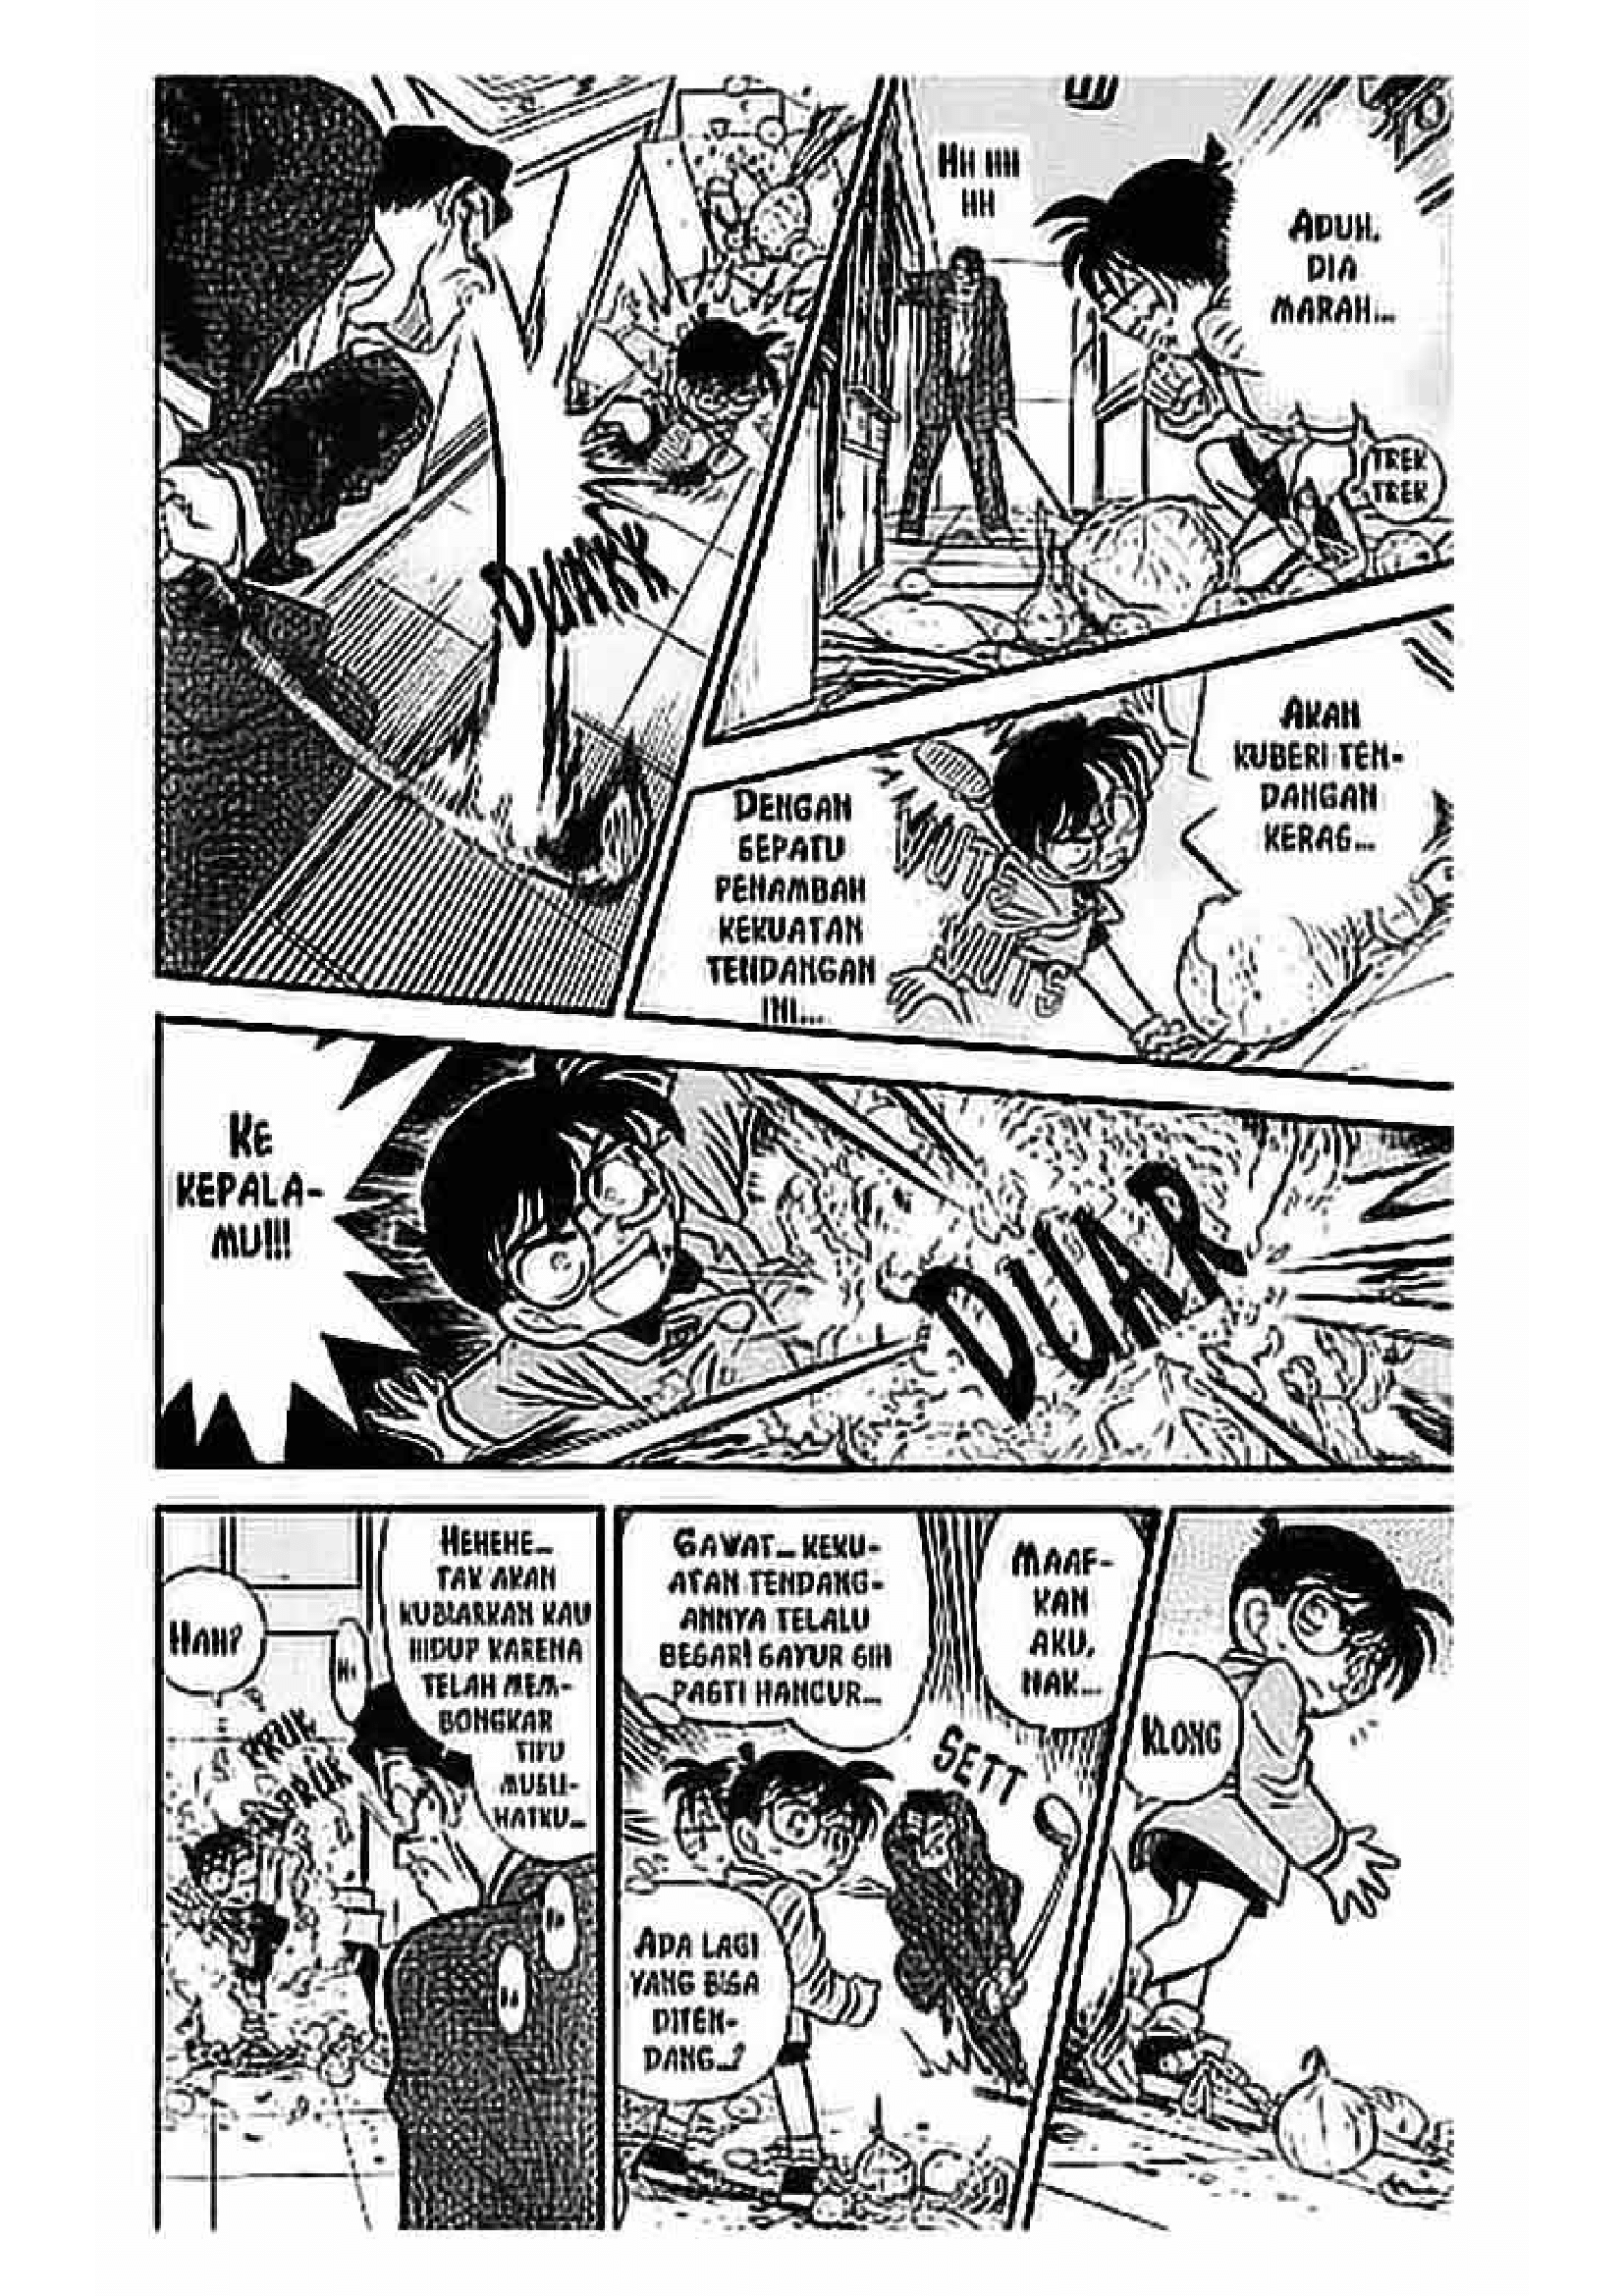 HH HH
HH
ADUH.
DIA
MARAH...
TREK
TREK
DUAKK
AKAN
KUBERI TEN-
DANGAN
KERAS...
DENGAN
SEPATU
PENAMBAH
KEKUATAN
TENDANGAN
INI...
KE
KEPALA-
MU!!!
DUAR
HAH?
HEHEHE...
TAK AKAN
KUBIARKAN KAU
HIDUP KARENA
TELAH MEM-
BONGKAR
TIPU
MUSLI-
HATKU...
PRUK
PRUK
GAWAT... KEKU-
ATAN TENDANG-
ANNYA TELALU
BESAR! SAYUR SIH
PASTI HANCUR...
MAAF-
KAN
AKU,
NAK...
SETT
ADA LAGI
YANG BISA
DITEN-
DANG...?
KLONG